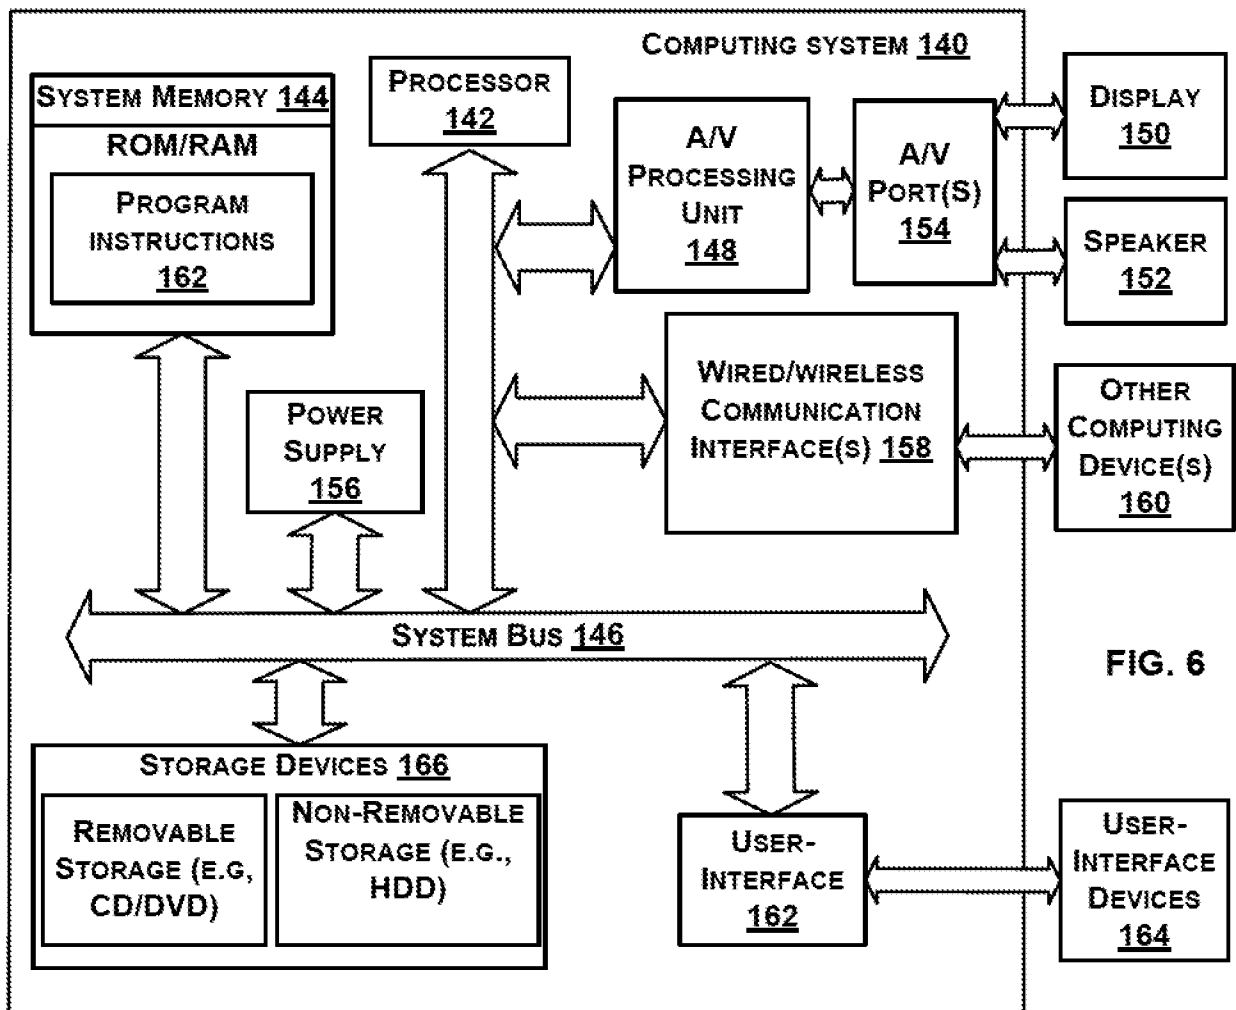 COMPUTING SYSTEM 140
SYSTEM MEMORY 144
ROM/RAM
PROGRAM
INSTRUCTIONS
162
PROCESSOR
142
A/V
PROCESSING
UNIT
148
A/V
PORT(S)
154
DISPLAY
150
SPEAKER
152
POWER
SUPPLY
156
WIRED/WIRELESS
COMMUNICATION
INTERFACE(S) 158
OTHER
COMPUTING
DEVICE(S)
160
SYSTEM BUS 146
FIG. 6
STORAGE DEVICES 166
REMOVABLE
STORAGE (E.G,
CD/DVD)
NON-REMOVABLE
STORAGE (E.G.,
HDD)
USER-
INTERFACE
162
USER-
INTERFACE
DEVICES
164